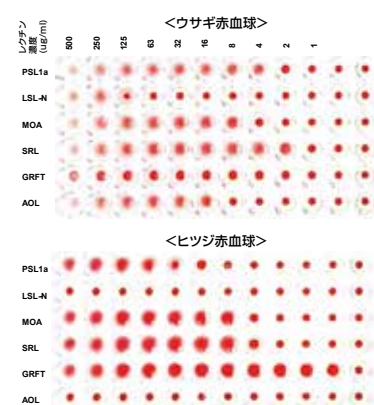 <ウサギ赤血球>
レクチン
濃度
(ug/ml)
500 250 125 63 32 16 8 4 2 1
PSL1a
LSL-N
MOA
SRL
GRFT
AOL
<ヒツジ赤血球>
PSL1a
LSL-N
MOA
SRL
GRFT
AOL